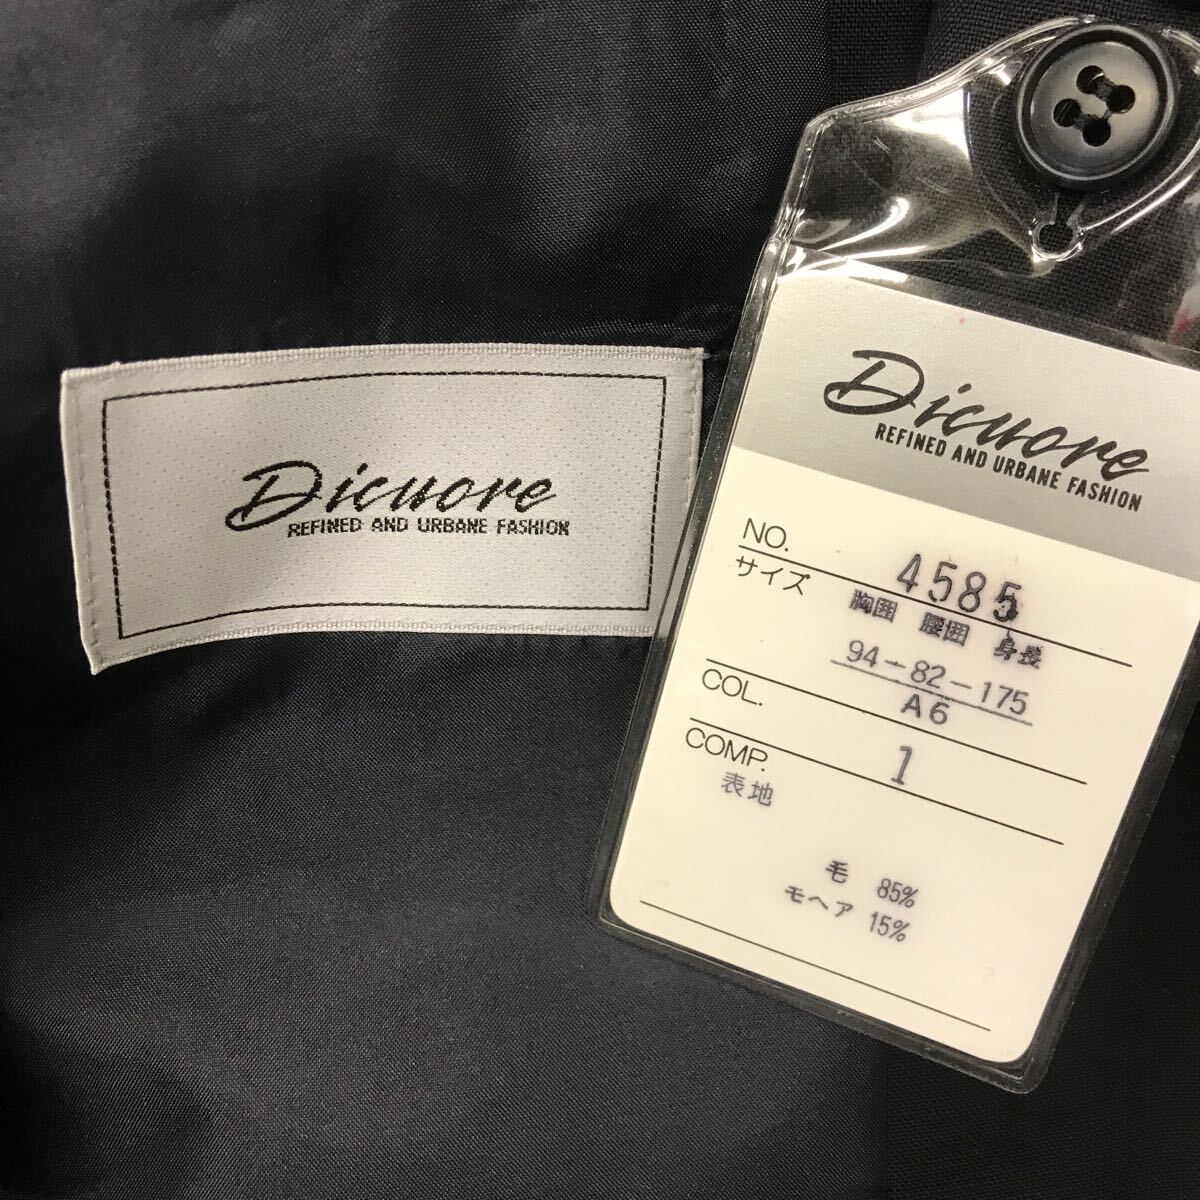 Dicuore
REFINED AND URBANE FASHION
Dicuore
REFINED AND URBANE FASHION
NO. 4585
サイズ 胸囲 腰囲 身長
94-82-175
A6
COL. 1
COMP.
表地
毛 85%
モヘア 15%